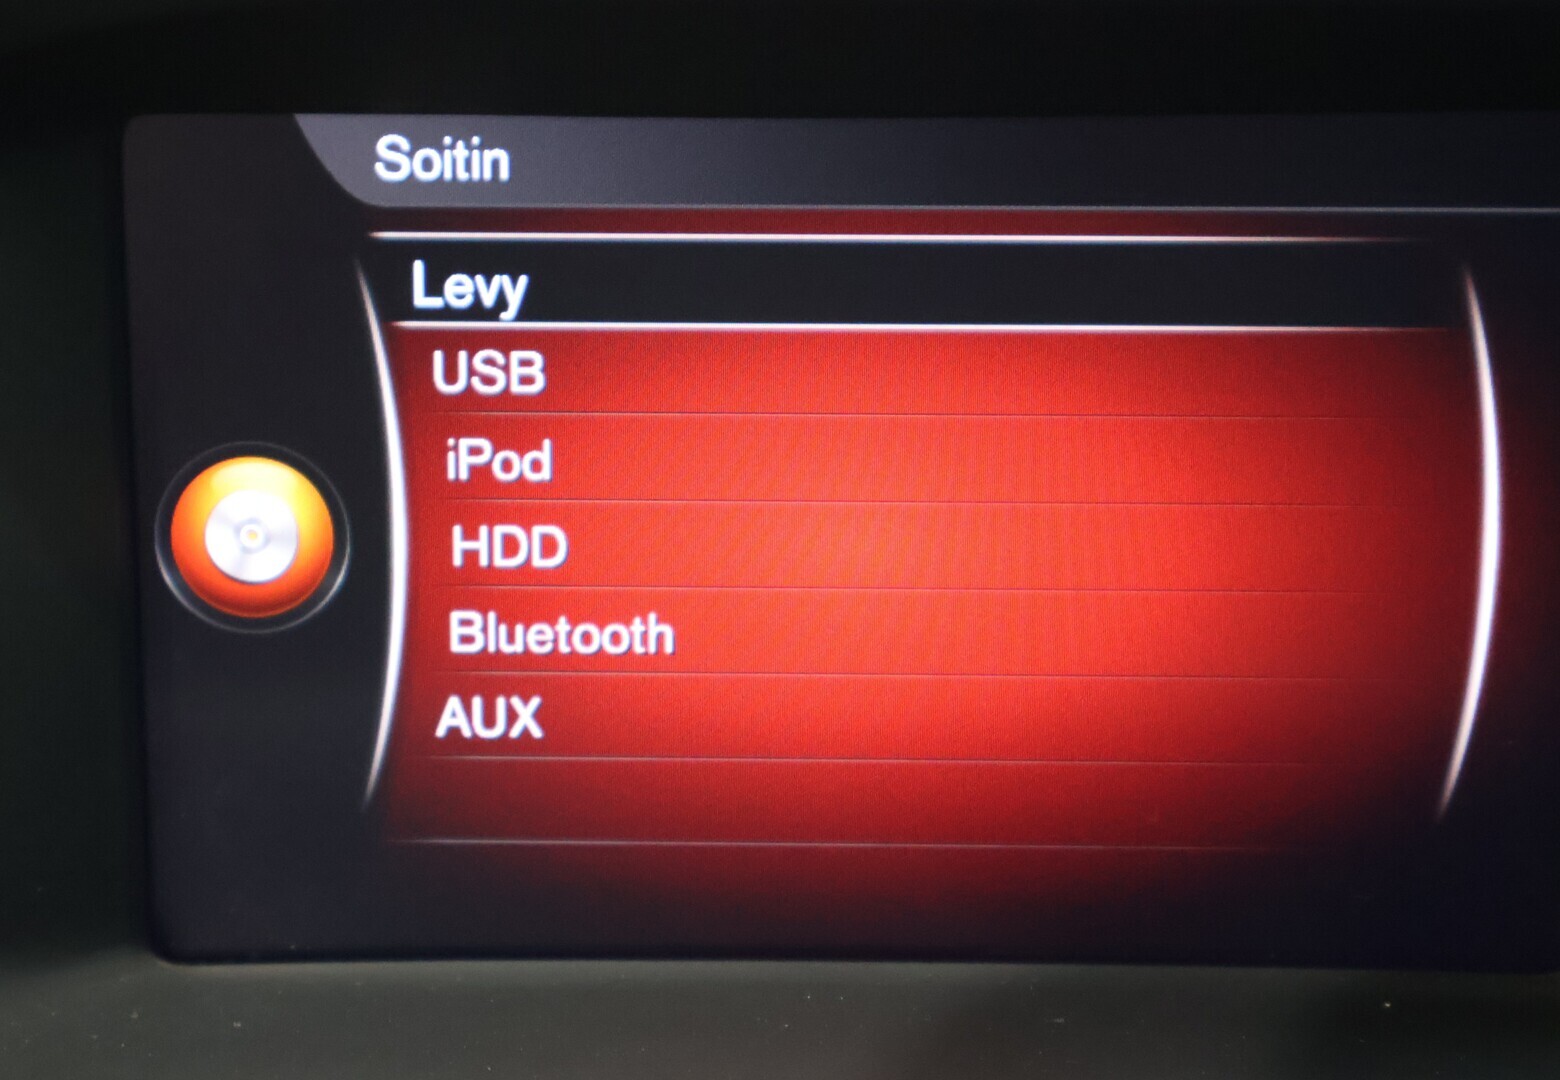 Soitin
Levy
USB
iPod
HDD
Bluetooth
AUX